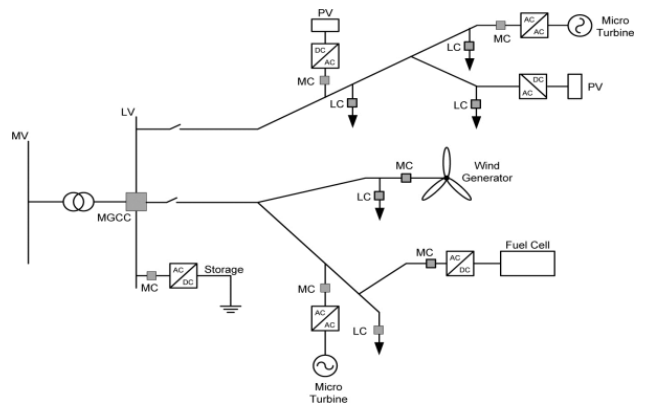 PV
DC
AC
MC
LC
LC
MC
AC
AC
Micro
Turbine
LC
AC
DC
PV
MV
LV
MGCC
MC
LC
Wind
Generator
MC
AC
DC
Storage
MC
AC
DC
Fuel Cell
MC
AC
AC
LC
Micro
Turbine